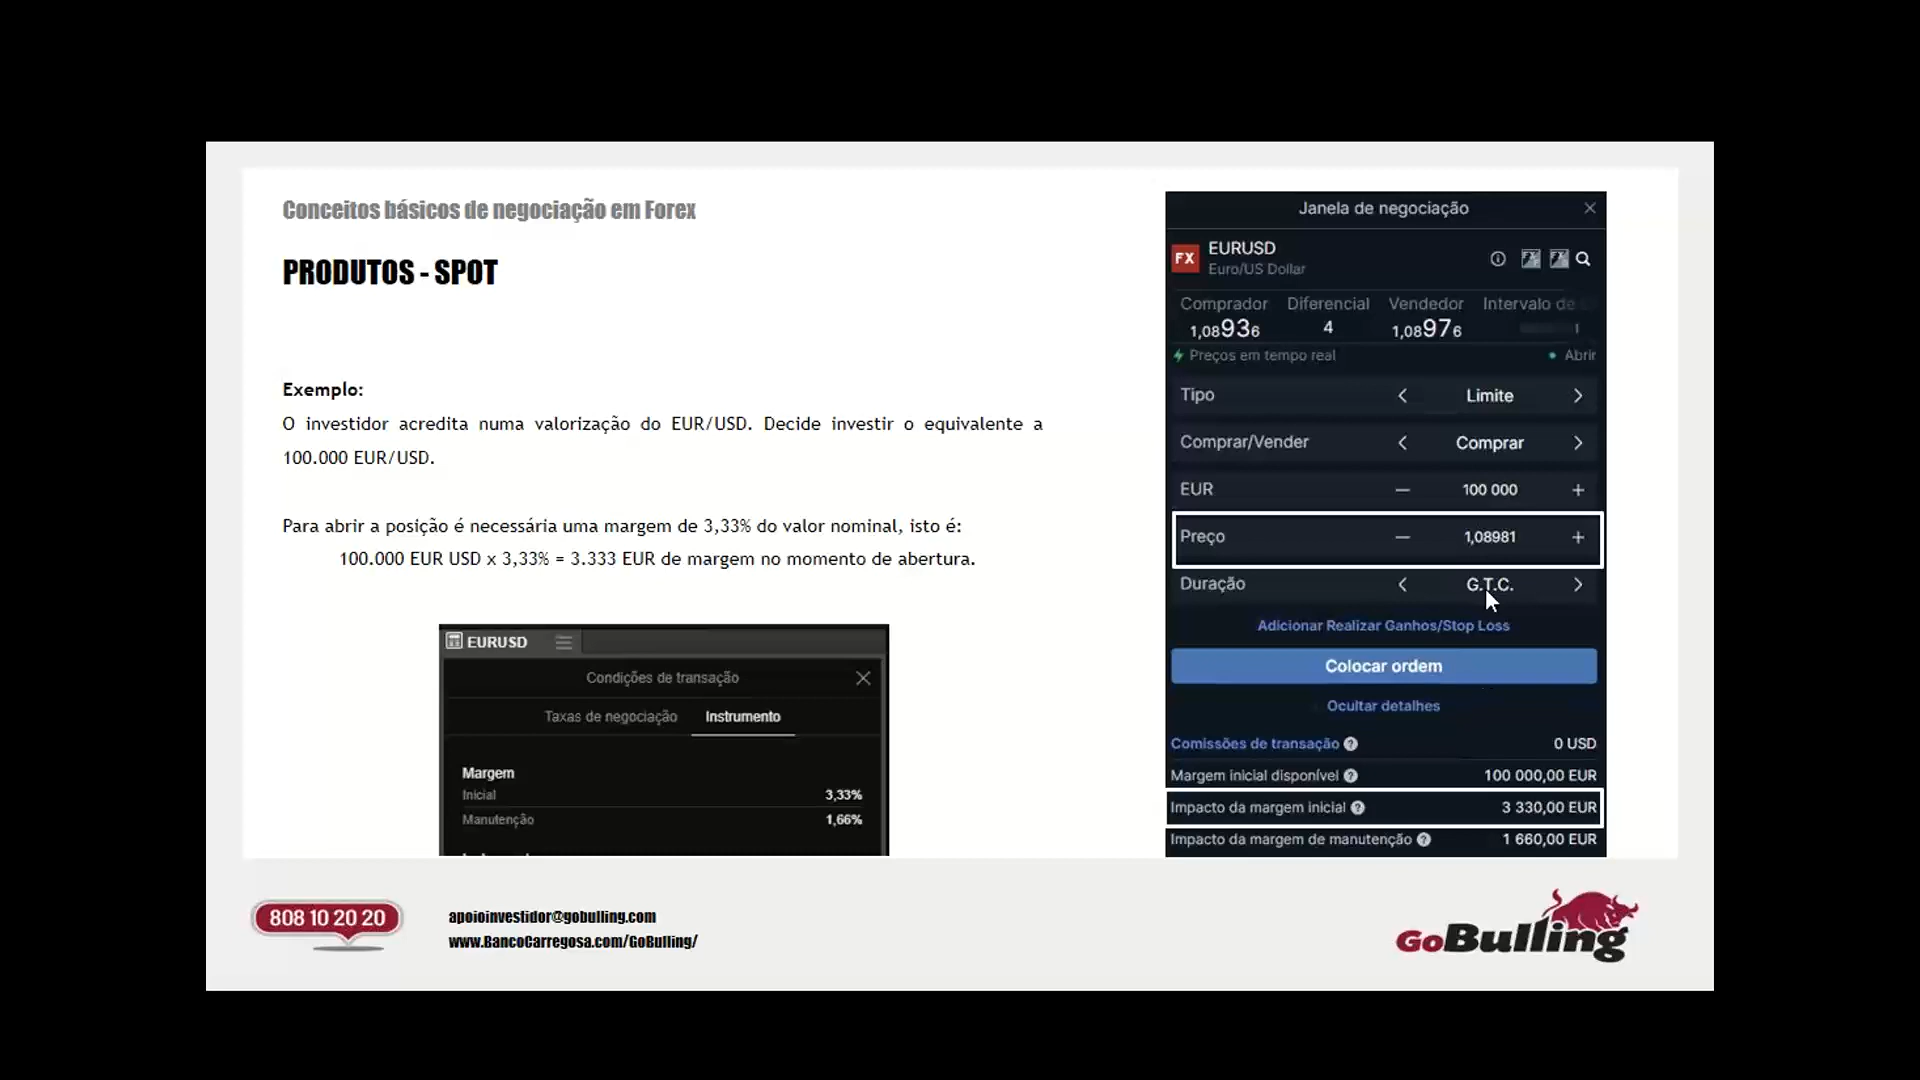 Conceitos básicos de negociação em Forex
PRODUTOS - SPOT
Exemplo:
O investidor acredita numa valorização do EUR/USD. Decide investir o equivalente a
100.000 EUR/USD.
Para abrir a posição é necessária uma margem de 3,33% do valor nominal, isto é:
100.000 EUR USD x 3,33% = 3.333 EUR de margem no momento de abertura.
EURUSD
Condições de transação
Taxas de negociação Instrumento
Margem
Inicial 3,33%
Manutenção 1,66%
Janela de negociação
FX EURUSD
Euro/US Dollar
Comprador Diferencial Vendedor Intervalo de
1,08936 4 1,08976
Preços em tempo real Abrir
Tipo Limite
Comprar/Vender Comprar
EUR 100 000
Preço 1,08981
Duração G.T.C.
Adicionar Realizar Ganhos/Stop Loss
Colocar ordem
Ocultar detalhes
Comissões de transação 0 USD
Margem inicial disponível 100 000,00 EUR
Impacto da margem inicial 3 330,00 EUR
Impacto da margem de manutenção 1 660,00 EUR
808 10 20 20
apoioinvestidor@gobulling.com
www.BancoCarregosa.com/GoBulling/
GoBulling